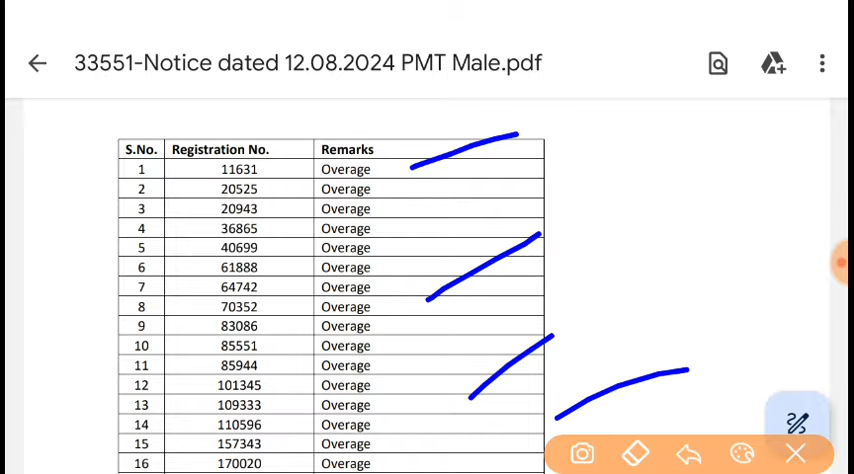 33551-Notice dated 12.08.2024 PMT Male.pdf
S.No. Registration No. Remarks
1 11631 Overage
2 20525 Overage
3 20943 Overage
4 36865 Overage
5 40699 Overage
6 61888 Overage
7 64742 Overage
8 70352 Overage
9 83086 Overage
10 85551 Overage
11 85944 Overage
12 101345 Overage
13 109333 Overage
14 110596 Overage
15 157343 Overage
16 170020 Overage